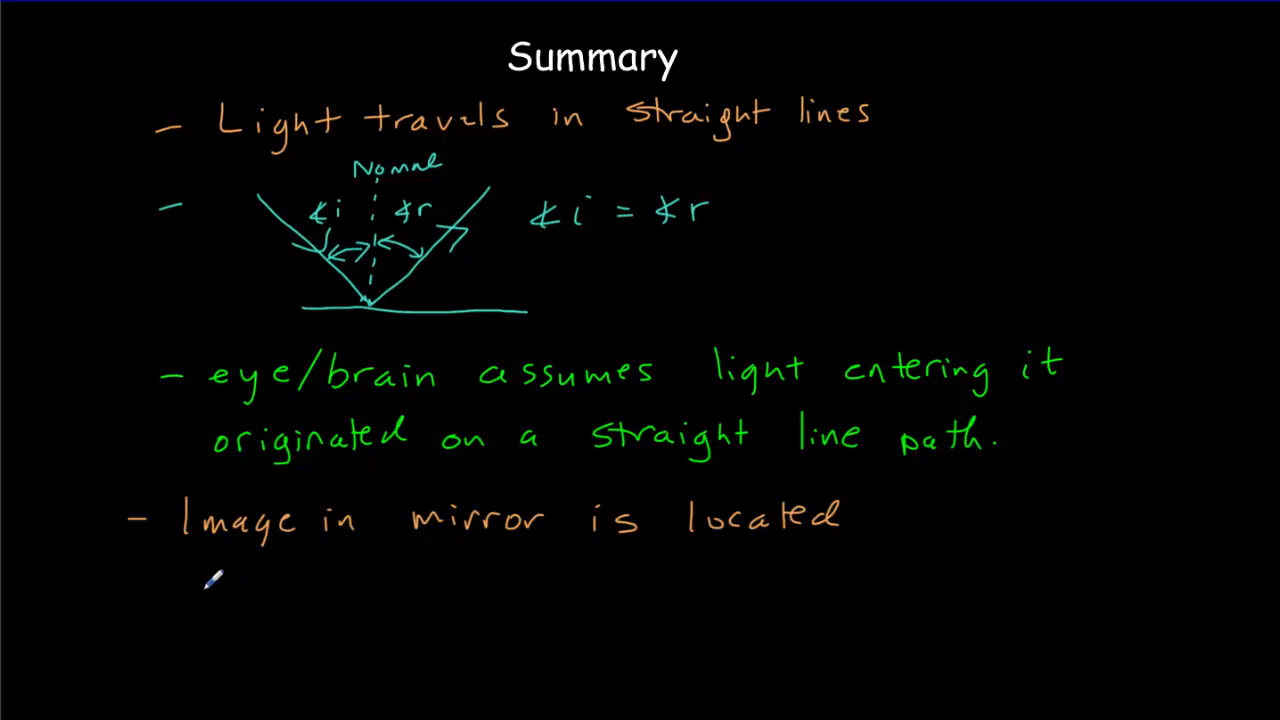 Summary
- Light travels in straight lines
Normal
- ∢i ∢r ∢i = ∢r
- eye/brain assumes light entering it
originated on a straight line path.
- Image in mirror is located